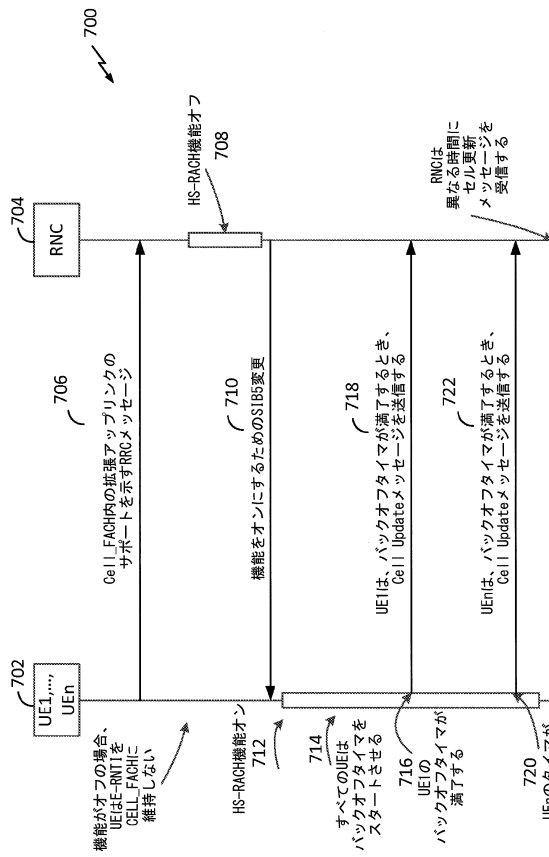 700
702
UE1,...,
UEn
704
RNC
機能がオフの場合、
UEはE-RNTIを
CELL_FACHに
維持しない
706
Cell_FACH内の拡張アップリンクの
サポートを示すRRCメッセージ
HS-RACH機能オフ
708
710
機能をオンにするためのSIB5変更
HS-RACH機能オン
712
714
すべてのUEは
バックオフタイマを
スタートさせる
716
UE1の
バックオフタイマが
満了する
718
UE1は、バックオフタイマが満了するとき、
Cell Updateメッセージを送信する
720
UEnのタイマが
722
UEnは、バックオフタイマが満了するとき、
Cell Updateメッセージを送信する
RNCは
異なる時間に
セル更新
メッセージを
受信する